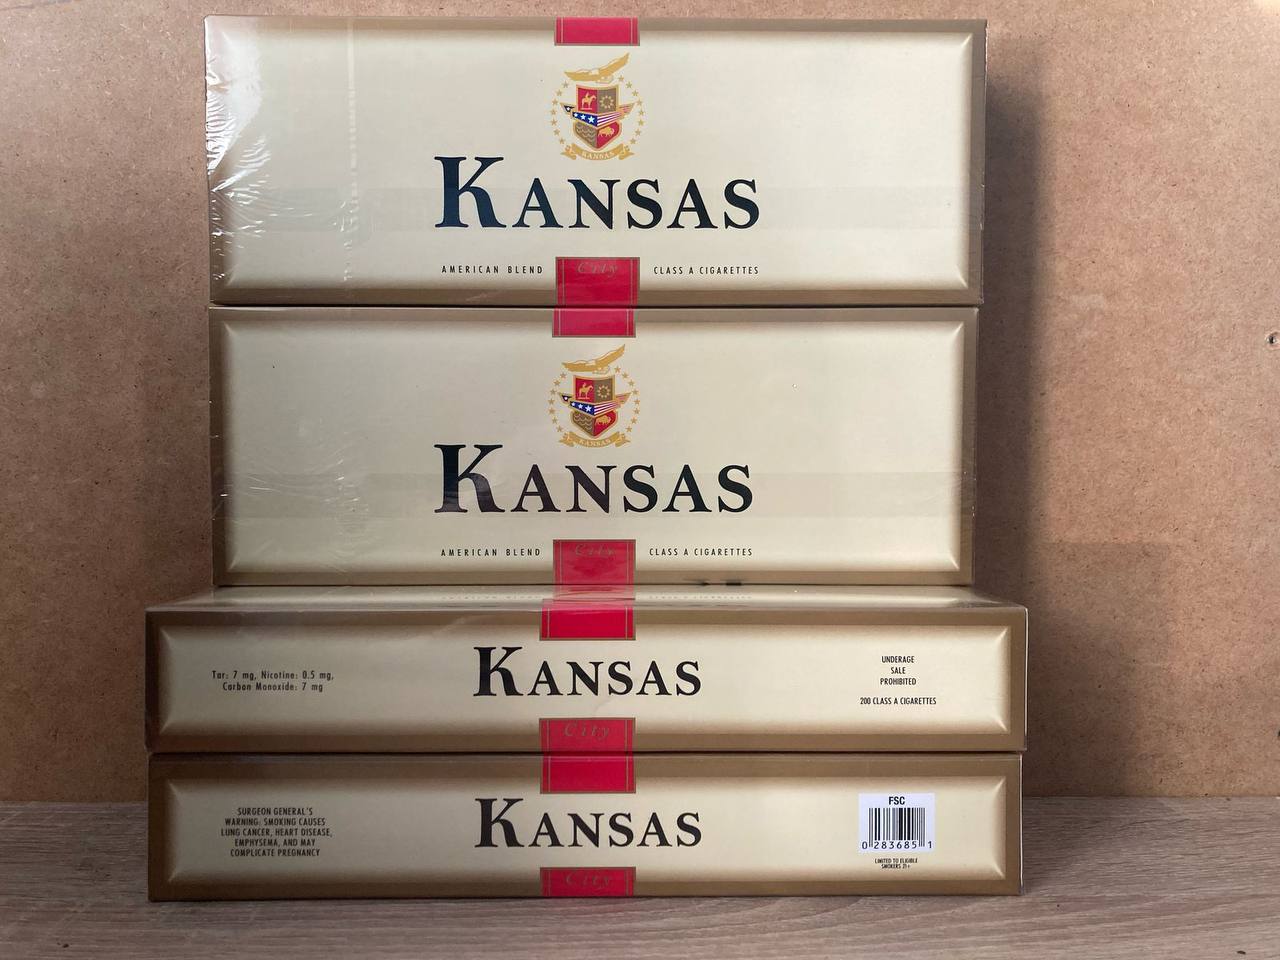 KANSAS
KANSAS
AMERICAN BLEND City CLASS A CIGARETTES
KANSAS
KANSAS
AMERICAN BLEND City CLASS A CIGARETTES
Tar: 7 mg, Nicotine: 0.5 mg,
Carbon Monoxide: 7 mg
KANSAS
City
UNDERAGE
SALE
PROHIBITED
200 CLASS A CIGARETTES
SURGEON GENERAL'S
WARNING: SMOKING CAUSES
LUNG CANCER, HEART DISEASE,
EMPHYSEMA, AND MAY
COMPLICATE PREGNANCY
KANSAS
City
FSC
0 283685 1
LIMITED TO ELIGIBLE
SMOKERS 21+